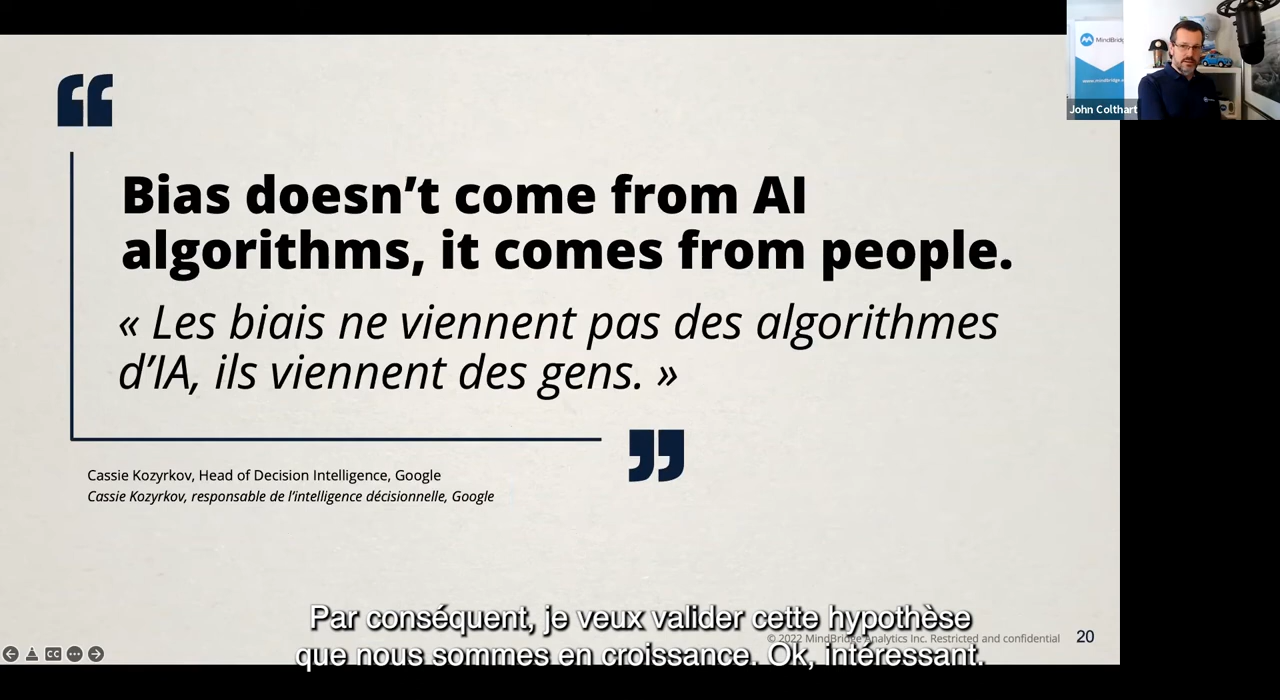 MindBridge
www.mindbridge.a
John Colthart
Bias doesn’t come from AI
algorithms, it comes from people.
« Les biais ne viennent pas des algorithmes
d’IA, ils viennent des gens. »
Cassie Kozyrkov, Head of Decision Intelligence, Google
Cassie Kozyrkov, responsable de l’intelligence décisionnelle, Google
Par conséquent, je veux valider cette hypothèse
© 2022 MindBridge Analytics Inc. Restricted and confidential
20
CC
que nous sommes en croissance. Ok, intéressant.